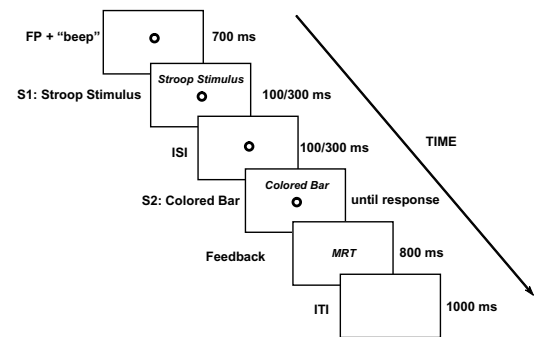 FP + “beep”
700 ms
Stroop Stimulus
S1: Stroop Stimulus
100/300 ms
ISI
100/300 ms
TIME
Colored Bar
S2: Colored Bar
until response
Feedback
MRT
800 ms
ITI
1000 ms